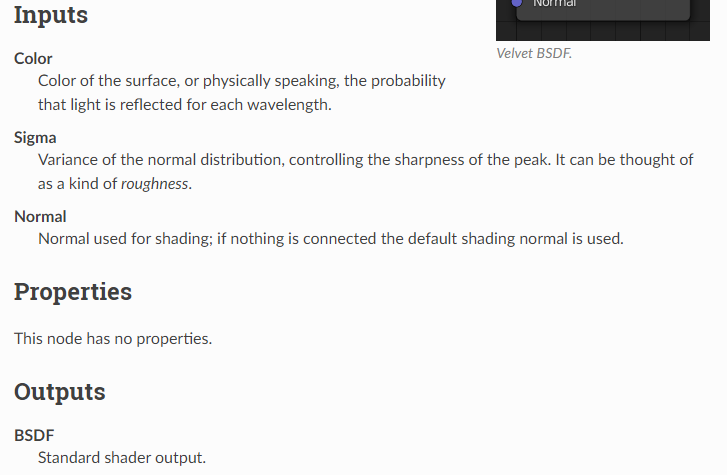 Inputs
Normal
Velvet BSDF.
Color
Color of the surface, or physically speaking, the probability
that light is reflected for each wavelength.
Sigma
Variance of the normal distribution, controlling the sharpness of the peak. It can be thought of
as a kind of roughness.
Normal
Normal used for shading; if nothing is connected the default shading normal is used.
Properties
This node has no properties.
Outputs
BSDF
Standard shader output.